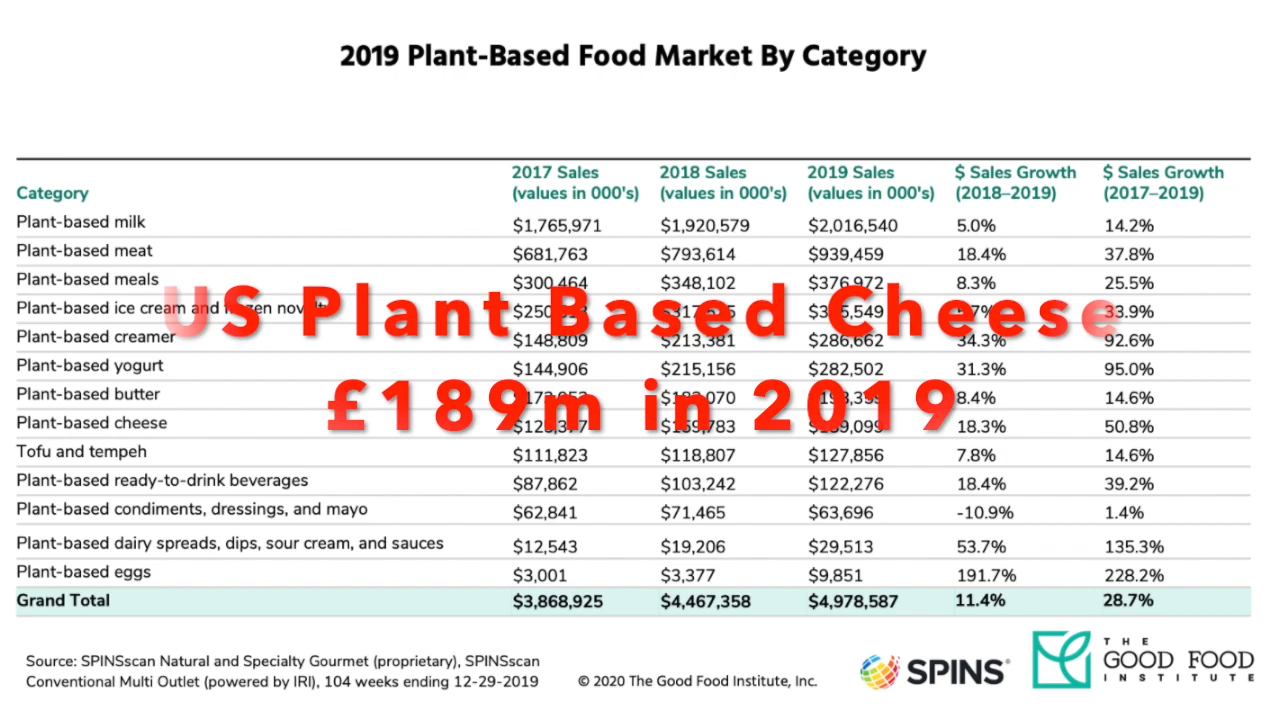 2019 Plant-Based Food Market By Category
Category 2017 Sales (values in 000's) 2018 Sales (values in 000's) 2019 Sales (values in 000's) $ Sales Growth (2018–2019) $ Sales Growth (2017–2019)
Plant-based milk $1,765,971 $1,920,579 $2,016,540 5.0% 14.2%
Plant-based meat $681,763 $793,614 $939,459 18.4% 37.8%
Plant-based meals $300,464 $348,102 $376,972 8.3% 25.5%
US Plant Based Cheese
Plant-based ice cream and frozen novelty 33.9%
Plant-based creamer $148,809 $213,381 $286,662 34.3% 92.6%
Plant-based yogurt $144,906 $215,156 $282,502 31.3% 95.0%
£189m in 2019
Plant-based butter 8.4% 14.6%
Plant-based cheese 18.3% 50.8%
Tofu and tempeh $111,823 $118,807 $127,856 7.8% 14.6%
Plant-based ready-to-drink beverages $87,862 $103,242 $122,276 18.4% 39.2%
Plant-based condiments, dressings, and mayo $62,841 $71,465 $63,696 -10.9% 1.4%
Plant-based dairy spreads, dips, sour cream, and sauces $12,543 $19,206 $29,513 53.7% 135.3%
Plant-based eggs $3,001 $3,377 $9,851 191.7% 228.2%
Grand Total $3,868,925 $4,467,358 $4,978,587 11.4% 28.7%
Source: SPINSscan Natural and Specialty Gourmet (proprietary), SPINSscan
Conventional Multi Outlet (powered by IRI), 104 weeks ending 12-29-2019
© 2020 The Good Food Institute, Inc.
SPINS®
THE
GOOD FOOD
INSTITUTE